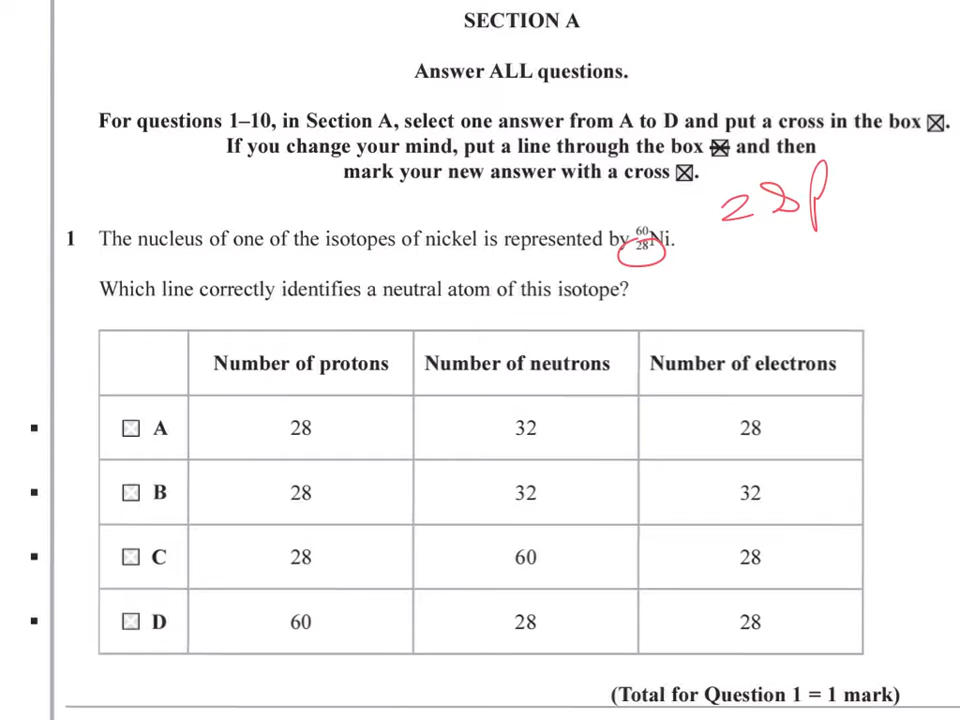 SECTION A
Answer ALL questions.
For questions 1–10, in Section A, select one answer from A to D and put a cross in the box ☒.
If you change your mind, put a line through the box ☒ and then
mark your new answer with a cross ☒.
28p
1 The nucleus of one of the isotopes of nickel is represented by ⁶⁰₂₈Ni.
Which line correctly identifies a neutral atom of this isotope?
Number of protons Number of neutrons Number of electrons
☒ A 28 32 28
☒ B 28 32 32
☒ C 28 60 28
☒ D 60 28 28
(Total for Question 1 = 1 mark)